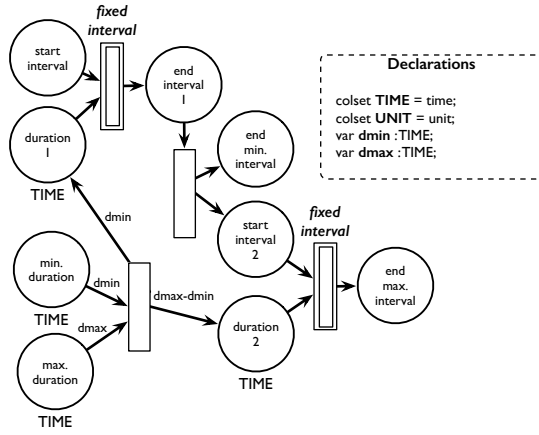 fixed
interval
start
interval
end
interval
1
duration
1
TIME
dmin
end
min.
interval
start
interval
2
fixed
interval
end
max.
interval
min.
duration
TIME
dmin
dmax
dmax-dmin
duration
2
TIME
max.
duration
TIME
Declarations
colset TIME = time;
colset UNIT = unit;
var dmin :TIME;
var dmax :TIME;